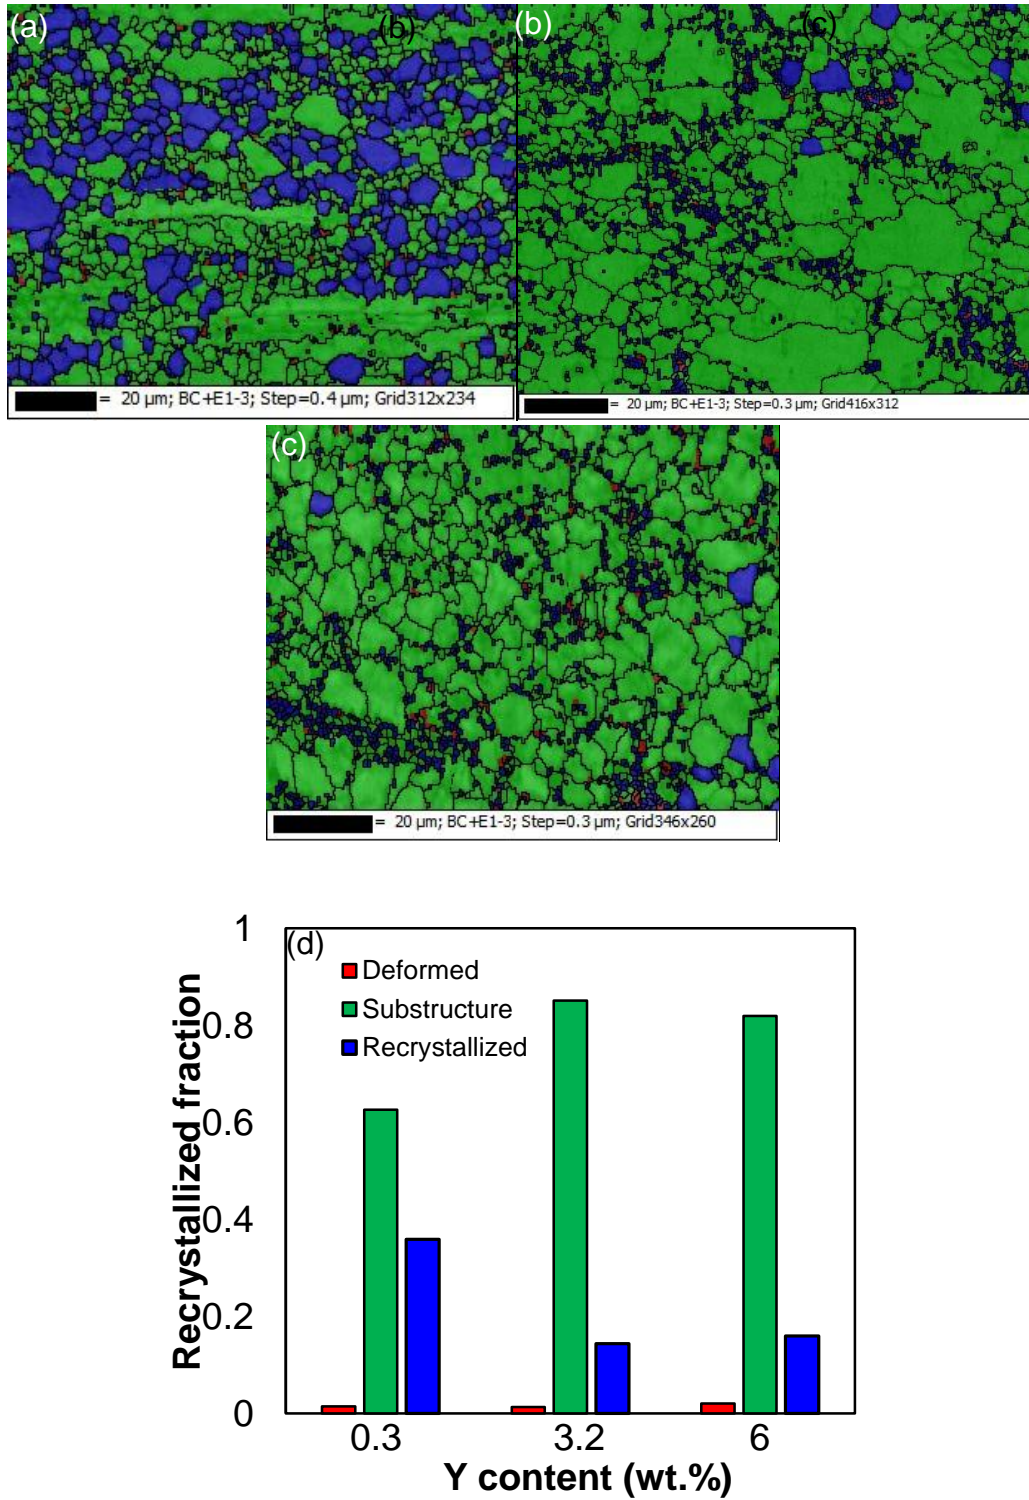 (a)
(b)
(b)
(c)
= 20 µm; BC+E1-3; Step=0.4 µm; Grid312x234
= 20 µm; BC+E1-3; Step=0.3 µm; Grid416x312
(c)
= 20 µm; BC+E1-3; Step=0.3 µm; Grid346x260
(d)
Deformed
Substructure
Recrystallized
Recrystallized fraction
1
0.8
0.6
0.4
0.2
0
0.3
3.2
6
Y content (wt.%)